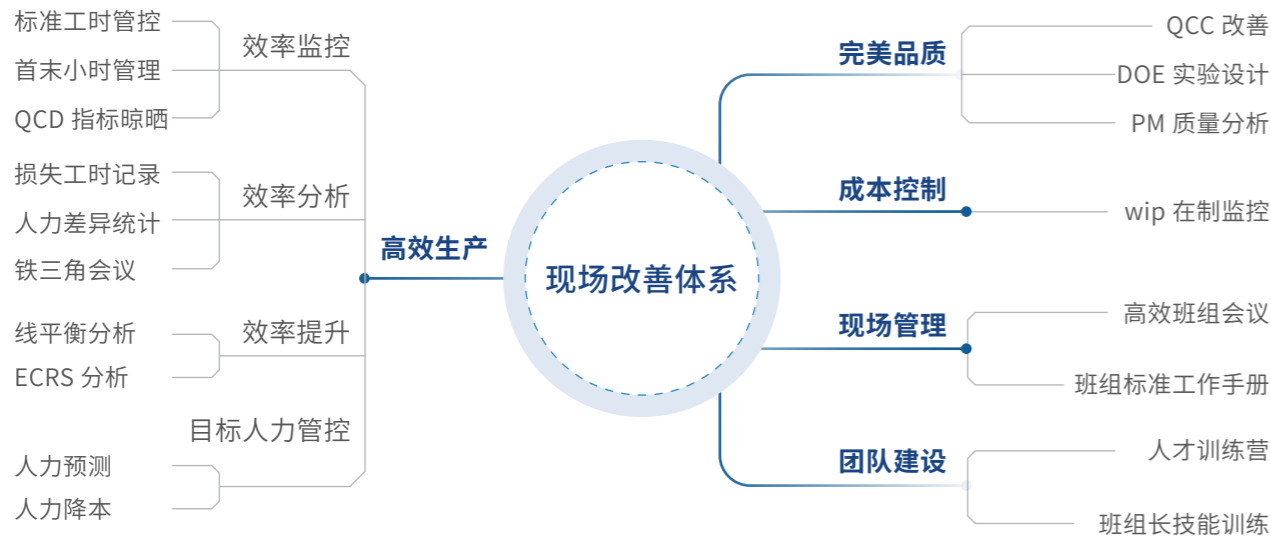 现场改善体系
高效生产
效率监控
标准工时管控
首末小时管理
QCD 指标晾晒
效率分析
损失工时记录
人力差异统计
铁三角会议
效率提升
线平衡分析
ECRS 分析
目标人力管控
人力预测
人力降本
完美品质
QCC 改善
DOE 实验设计
PM 质量分析
成本控制
wip 在制监控
现场管理
高效班组会议
班组标准工作手册
团队建设
人才训练营
班组长技能训练